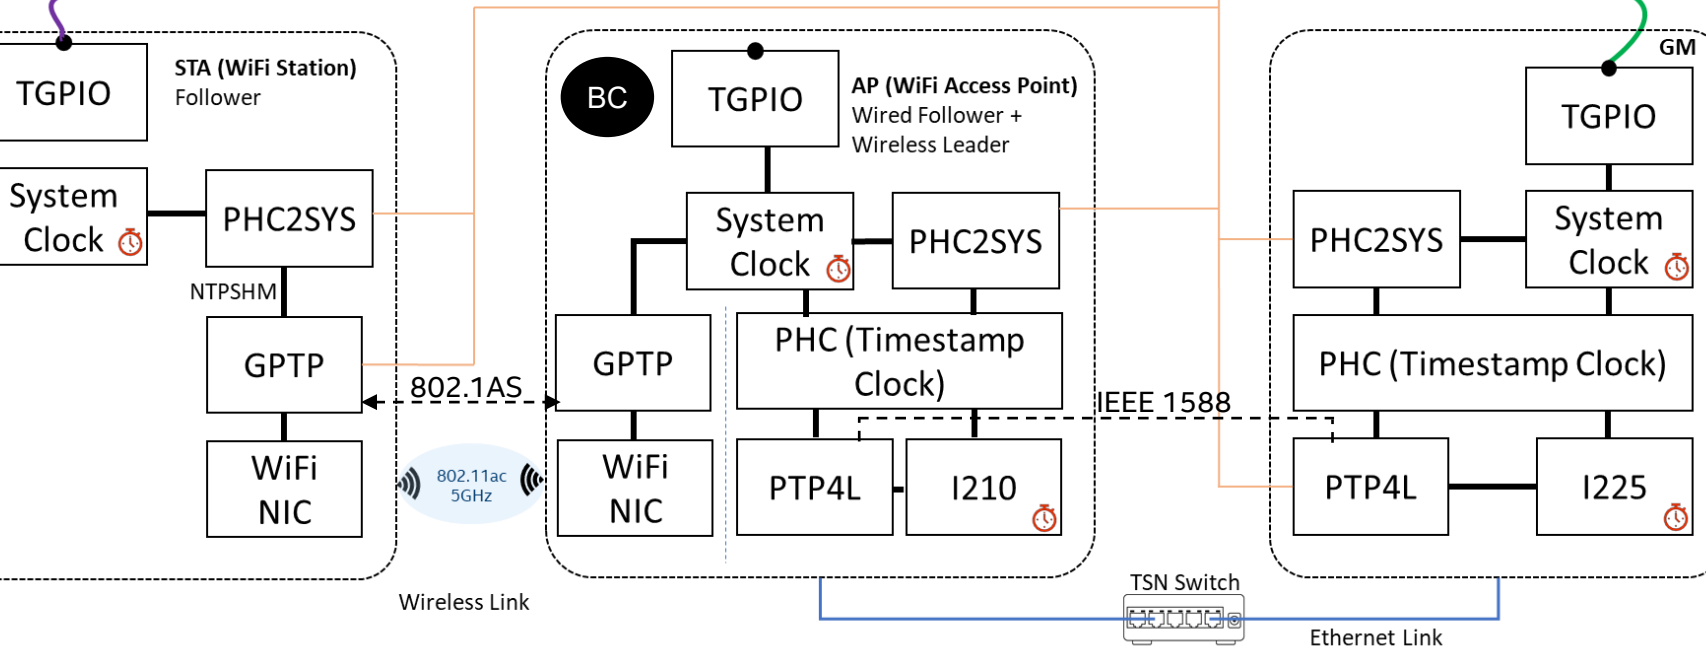 TGPIO
STA (WiFi Station)
Follower
System
Clock
PHC2SYS
NTPSHM
GPTP
WiFi
NIC
802.1AS
802.11ac
5GHz
Wireless Link
BC
TGPIO
AP (WiFi Access Point)
Wired Follower +
Wireless Leader
System
Clock
PHC2SYS
GPTP
PHC (Timestamp
Clock)
WiFi
NIC
PTP4L
I210
IEEE 1588
TSN Switch
Ethernet Link
GM
TGPIO
PHC2SYS
System
Clock
PHC (Timestamp Clock)
PTP4L
I225